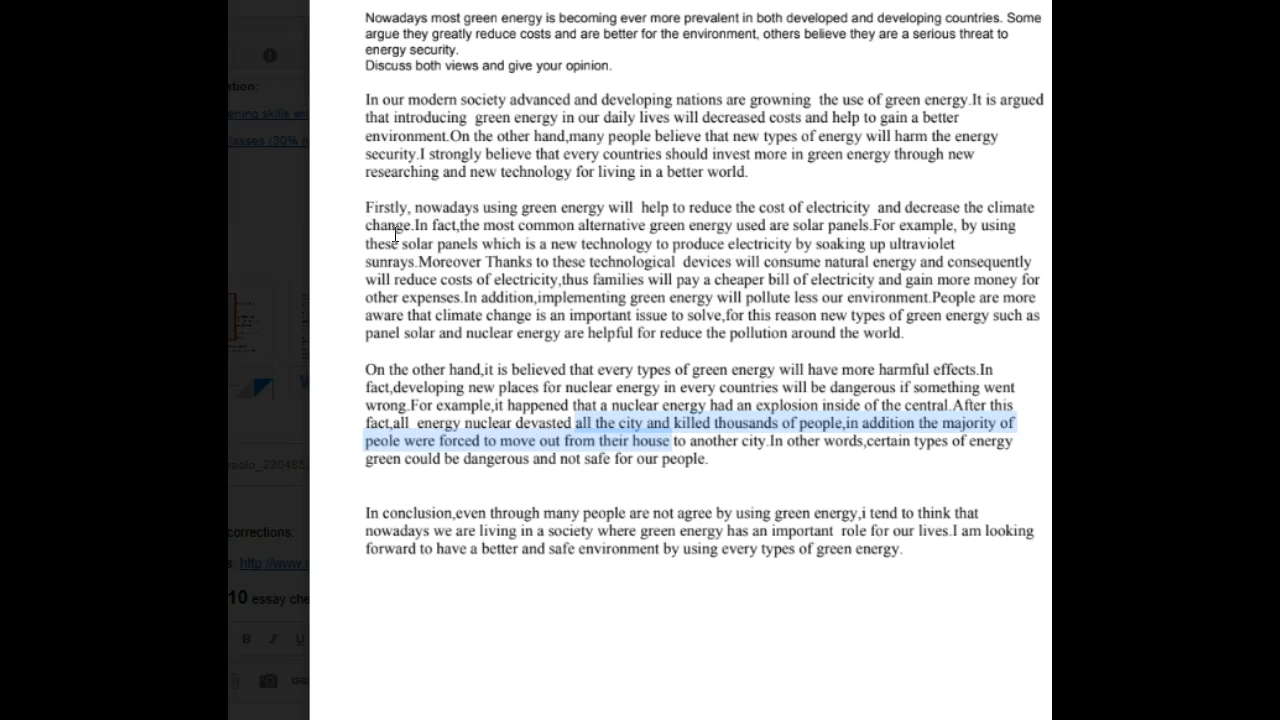 Nowadays most green energy is becoming ever more prevalent in both developed and developing countries. Some
argue they greatly reduce costs and are better for the environment, others believe they are a serious threat to
energy security.
Discuss both views and give your opinion.
In our modern society advanced and developing nations are growning  the use of green energy.It is argued
that introducing  green energy in our daily lives will decreased costs and help to gain a better
environment.On the other hand,many people believe that new types of energy will harm the energy
security.I strongly believe that every countries should invest more in green energy through new
researching and new technology for living in a better world.
Firstly, nowadays using green energy will  help to reduce the cost of electricity  and decrease the climate
change.In fact,the most common alternative green energy used are solar panels.For example, by using
these solar panels which is a new technology to produce electricity by soaking up ultraviolet
sunrays.Moreover Thanks to these technological  devices will consume natural energy and consequently
will reduce costs of electricity,thus families will pay a cheaper bill of electricity and gain more money for
other expenses.In addition,implementing green energy will pollute less our environment.People are more
aware that climate change is an important issue to solve,for this reason new types of green energy such as
panel solar and nuclear energy are helpful for reduce the pollution around the world.
On the other hand,it is believed that every types of green energy will have more harmful effects.In
fact,developing new places for nuclear energy in every countries will be dangerous if something went
wrong.For example,it happened that a nuclear energy had an explosion inside of the central.After this
fact,all  energy nuclear devasted all the city and killed thousands of people,in addition the majority of
peole were forced to move out from their house to another city.In other words,certain types of energy
green could be dangerous and not safe for our people.
In conclusion,even through many people are not agree by using green energy,i tend to think that
nowadays we are living in a society where green energy has an important  role for our lives.I am looking
forward to have a better and safe environment by using every types of green energy.
ation:
ening skills wi
asses (30%
aolo_230485
corrections:
s: http://www.i
10 essay che
B I U